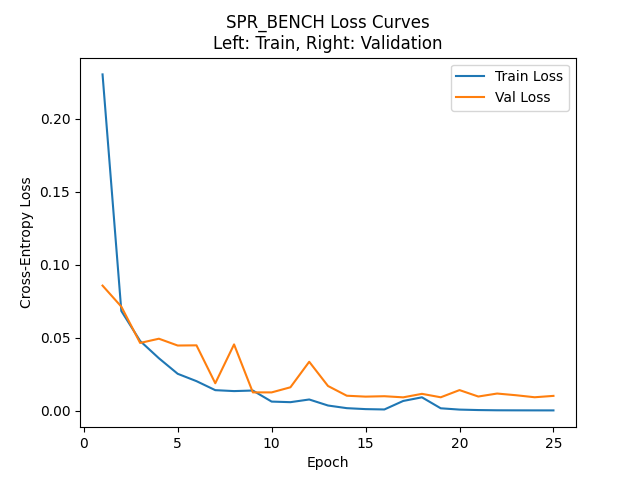 SPR_BENCH Loss Curves
Left: Train, Right: Validation
Train Loss
Val Loss
Cross-Entropy Loss
0.20
0.15
0.10
0.05
0.00
0
5
10
15
20
25
Epoch